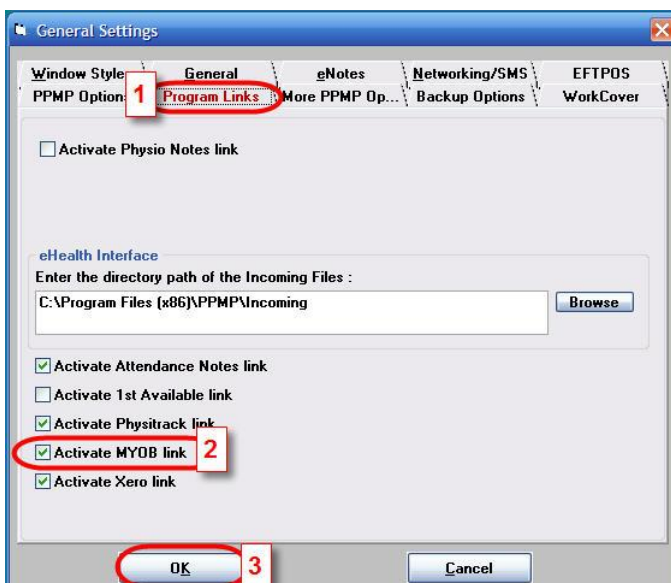 General Settings
Window Style General eNotes Networking/SMS EFTPOS
1
PPMP Option Program Links More PPMP Op... Backup Options WorkCover
Activate Physio Notes link
eHealth Interface
Enter the directory path of the Incoming Files :
C:\Program Files (x86)\PPMP\Incoming
Browse
Activate Attendance Notes link
Activate 1st Available link
Activate Physitrack link
Activate MYOB link 2
Activate Xero link
OK 3 Cancel